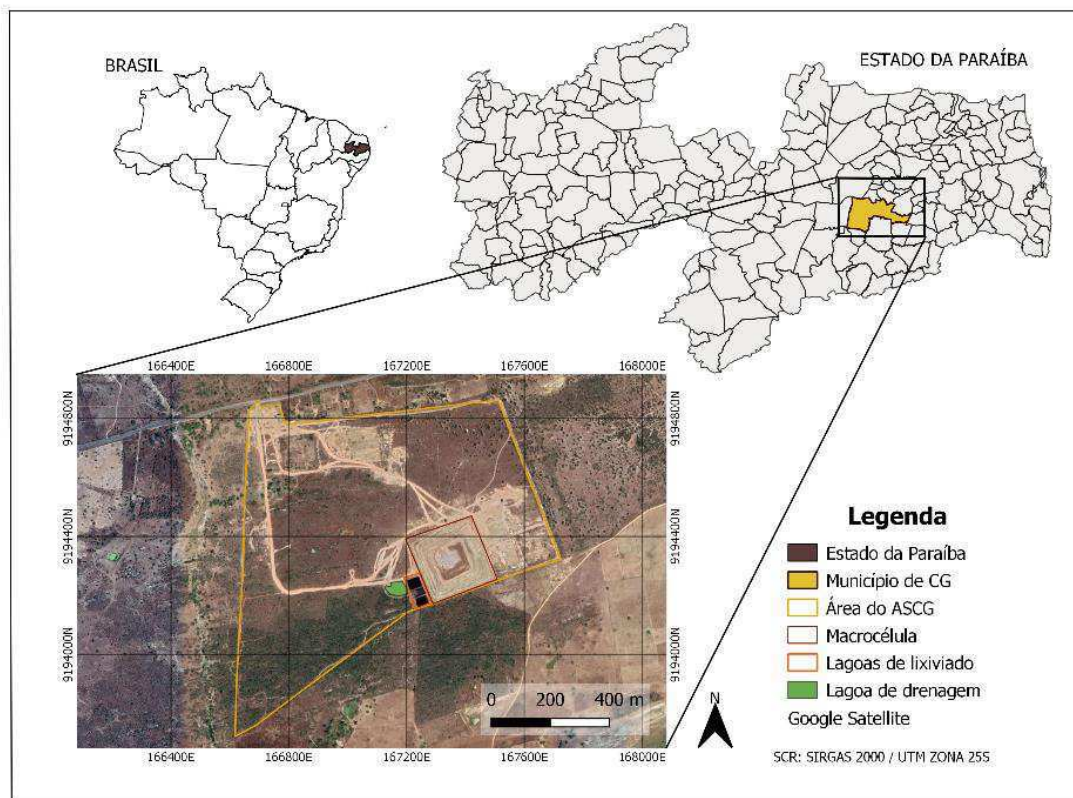 BRASIL
ESTADO DA PARAÍBA
166400E
166800E
167200E
167600E
168000E
9194800N
9194800N
9194400N
9194400N
9194000N
9194000N
0 200 400 m
166400E
166800E
167200E
167600E
168000E
N
Legenda
Estado da Paraíba
Município de CG
Área do ASCG
Macrocélula
Lagoas de lixiviado
Lagoa de drenagem
Google Satellite
SCR: SIRGAS 2000 / UTM ZONA 25S